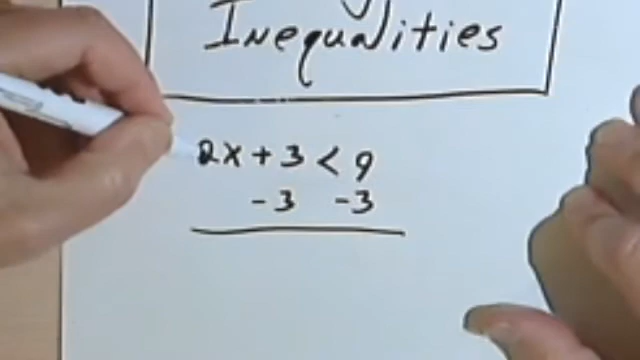 Inequalities
2x + 3 < 9
- 3 - 3